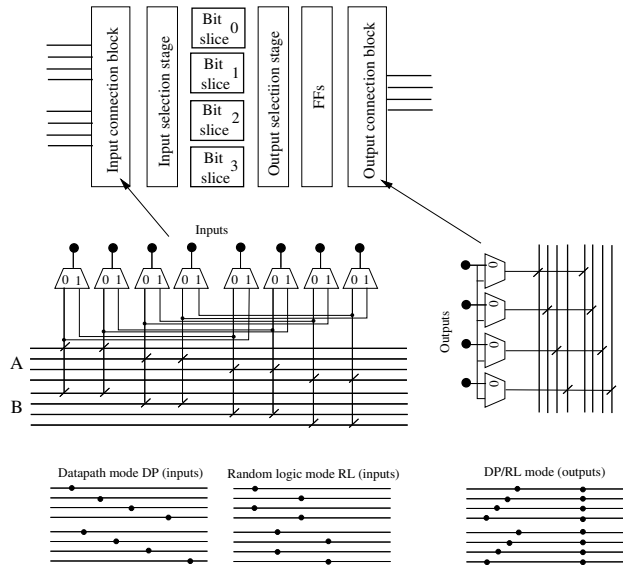 Input connection block
Input selection stage
Bit
slice 0
Bit
slice 1
Bit
slice 2
Bit
slice 3
Output selectiion stage
FFs
Output connection block
Inputs
0 1 0 1 0 1 0 1 0 1 0 1 0 1 0 1
A
B
Outputs
0
0
0
0
Datapath mode DP (inputs)
Random logic mode RL (inputs)
DP/RL mode (outputs)